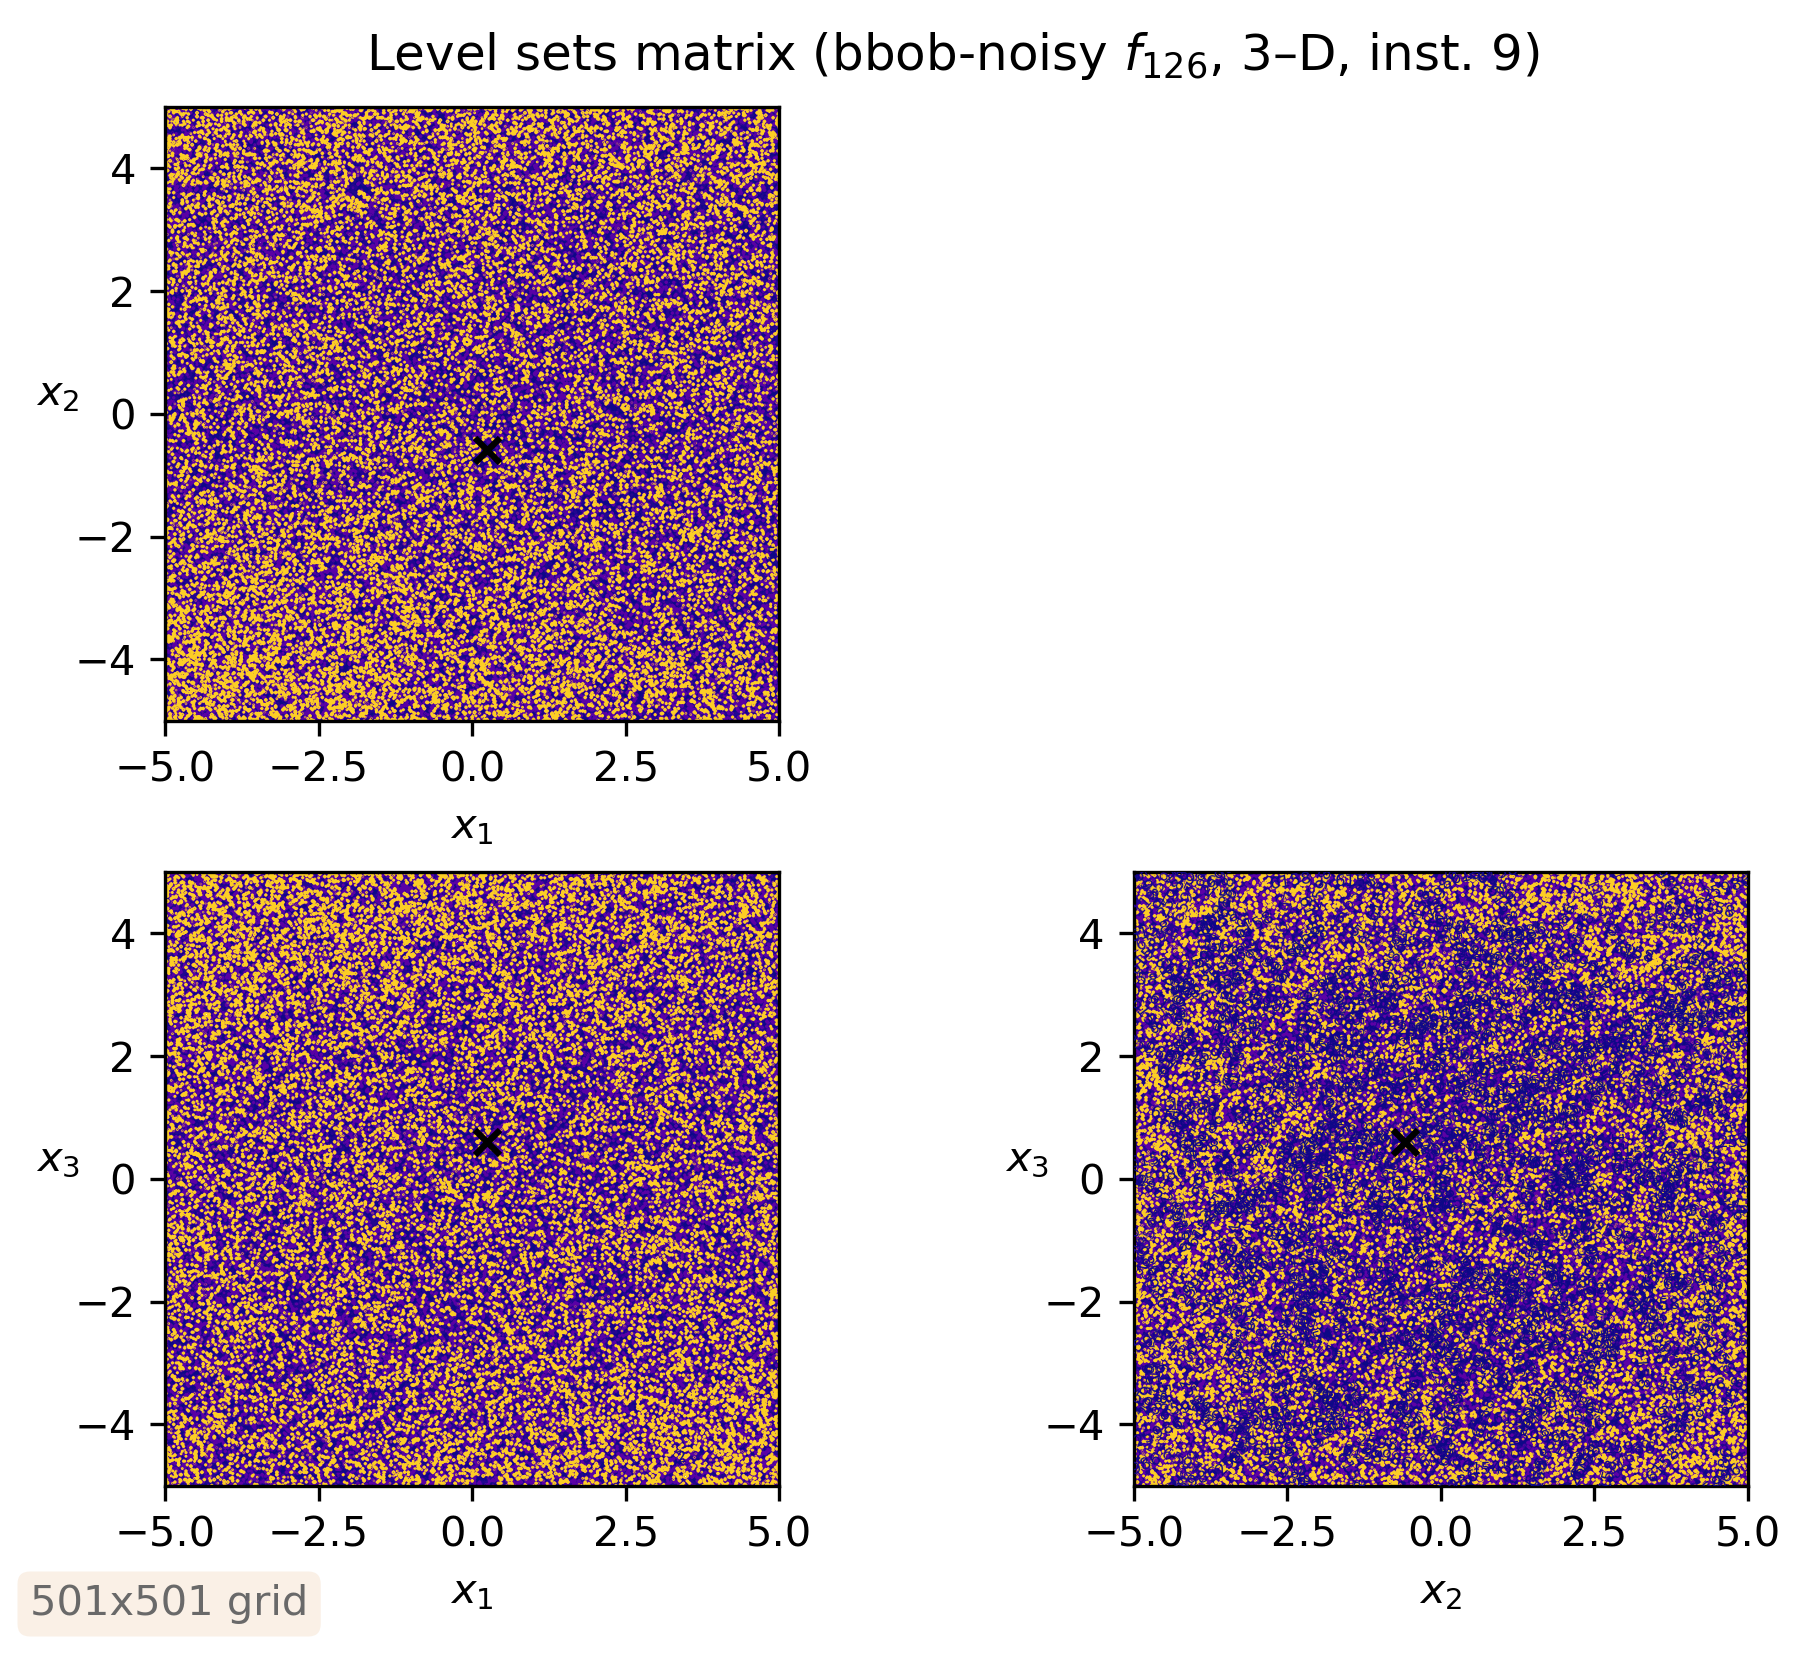 Level sets matrix (bbob-noisy f126, 3–D, inst. 9)
4
2
x2 0
−2
−4
−5.0 −2.5 0.0 2.5 5.0
x1
4 4
2 2
x3 0 x3 0
−2 −2
−4 −4
−5.0 −2.5 0.0 2.5 5.0 −5.0 −2.5 0.0 2.5 5.0
501x501 grid x1 x2